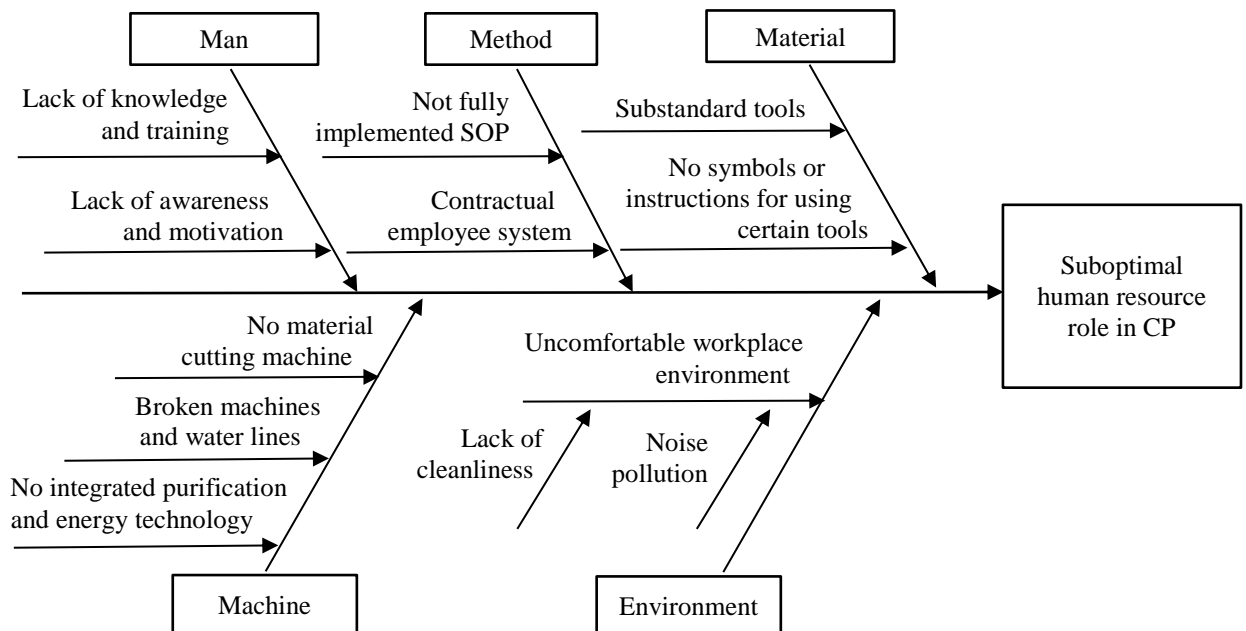 Man
Method
Material
Lack of knowledge
and training
Not fully
implemented SOP
Substandard tools
Lack of awareness
and motivation
Contractual
employee system
No symbols or
instructions for using
certain tools
Suboptimal
human resource
role in CP
No material
cutting machine
Broken machines
and water lines
No integrated purification
and energy technology
Uncomfortable workplace
environment
Lack of
cleanliness
Noise
pollution
Machine
Environment